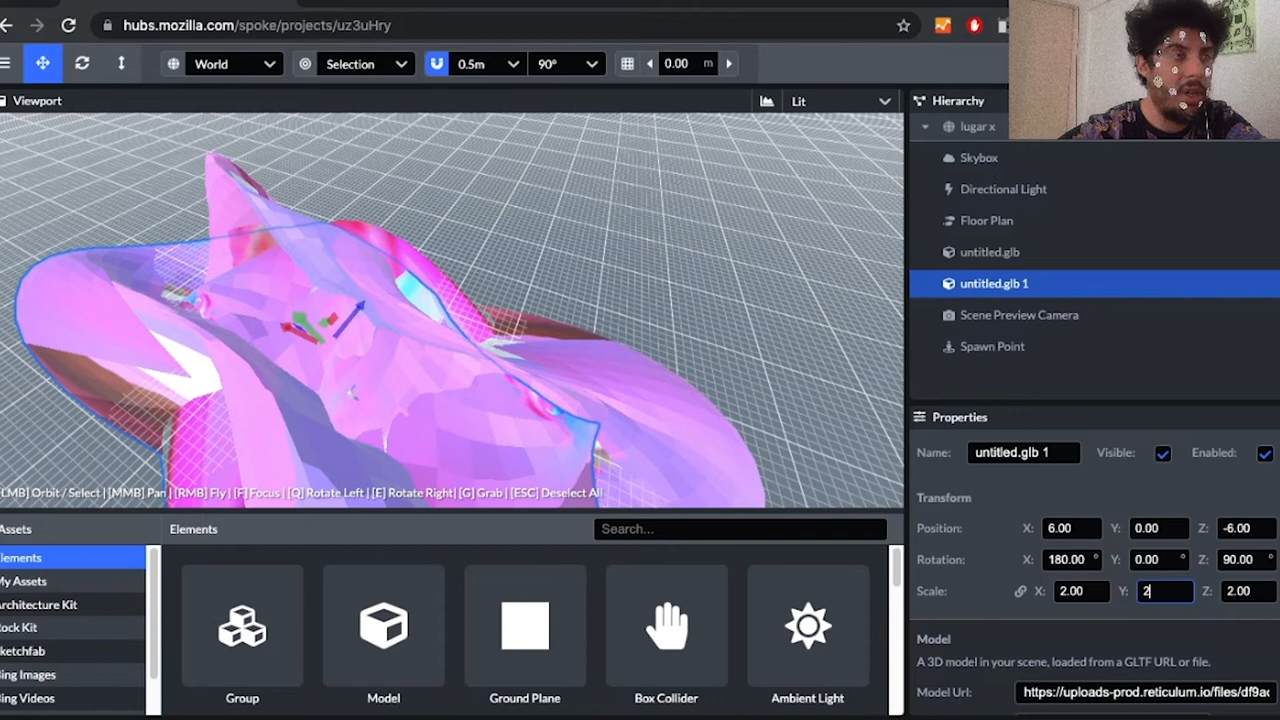 hubs.mozilla.com/spoke/projects/uz3uHry
World
Selection
0.5m
90°
0.00 m
Viewport
Lit
Hierarchy
lugar x
Skybox
Directional Light
Floor Plan
untitled.glb
untitled.glb 1
Scene Preview Camera
Spawn Point
LMB] Orbit / Select | [MMB] Pan | [RMB] Fly | [F] Focus | [Q] Rotate Left | [E] Rotate Right | [G] Grab | [ESC] Deselect All
Properties
Name: untitled.glb 1 Visible: Enabled:
Transform
Position: X: 6.00 Y: 0.00 Z: -6.00
Rotation: X: 180.00 ° Y: 0.00 ° Z: 90.00 °
Scale: X: 2.00 Y: 2 Z: 2.00
Model
A 3D model in your scene, loaded from a GLTF URL or file.
Model Url: https://uploads-prod.reticulum.io/files/df9ac
Assets
Elements
Search...
lements
My Assets
rchitecture Kit
ock Kit
ketchfab
ing Images
ing Videos
Group
Model
Ground Plane
Box Collider
Ambient Light